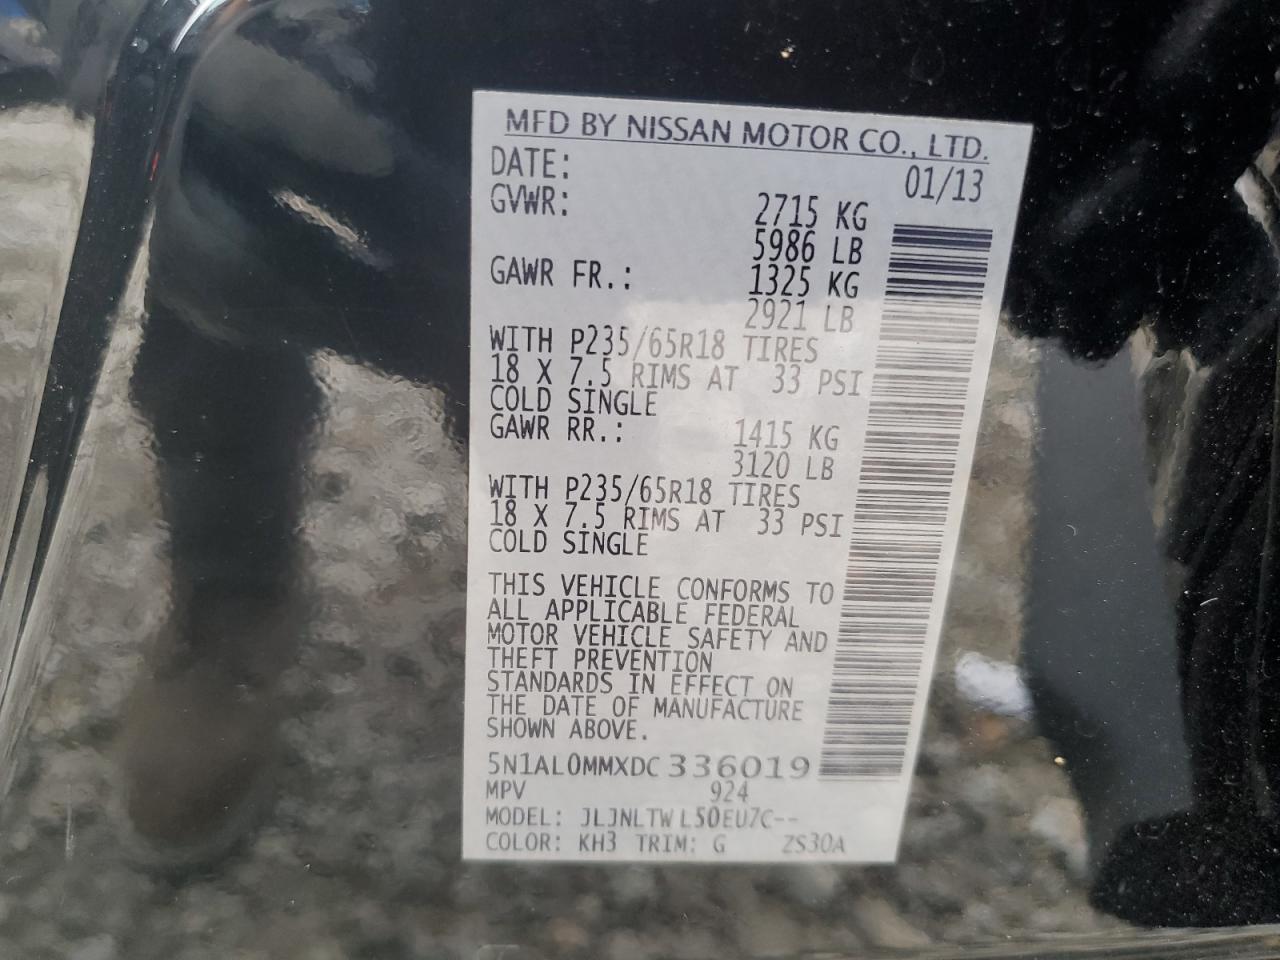 MFD BY NISSAN MOTOR CO., LTD.
DATE: 01/13
GVWR: 2715 KG
5986 LB
GAWR FR.: 1325 KG
2921 LB
WITH P235/65R18 TIRES
18 X 7.5 RIMS AT 33 PSI
COLD SINGLE
GAWR RR.: 1415 KG
3120 LB
WITH P235/65R18 TIRES
18 X 7.5 RIMS AT 33 PSI
COLD SINGLE
THIS VEHICLE CONFORMS TO
ALL APPLICABLE FEDERAL
MOTOR VEHICLE SAFETY AND
THEFT PREVENTION
STANDARDS IN EFFECT ON
THE DATE OF MANUFACTURE
SHOWN ABOVE.
5N1AL0MMXDC336019
MPV 924
MODEL: JLJNLTWL50EU7C--
COLOR: KH3 TRIM: G ZS30A